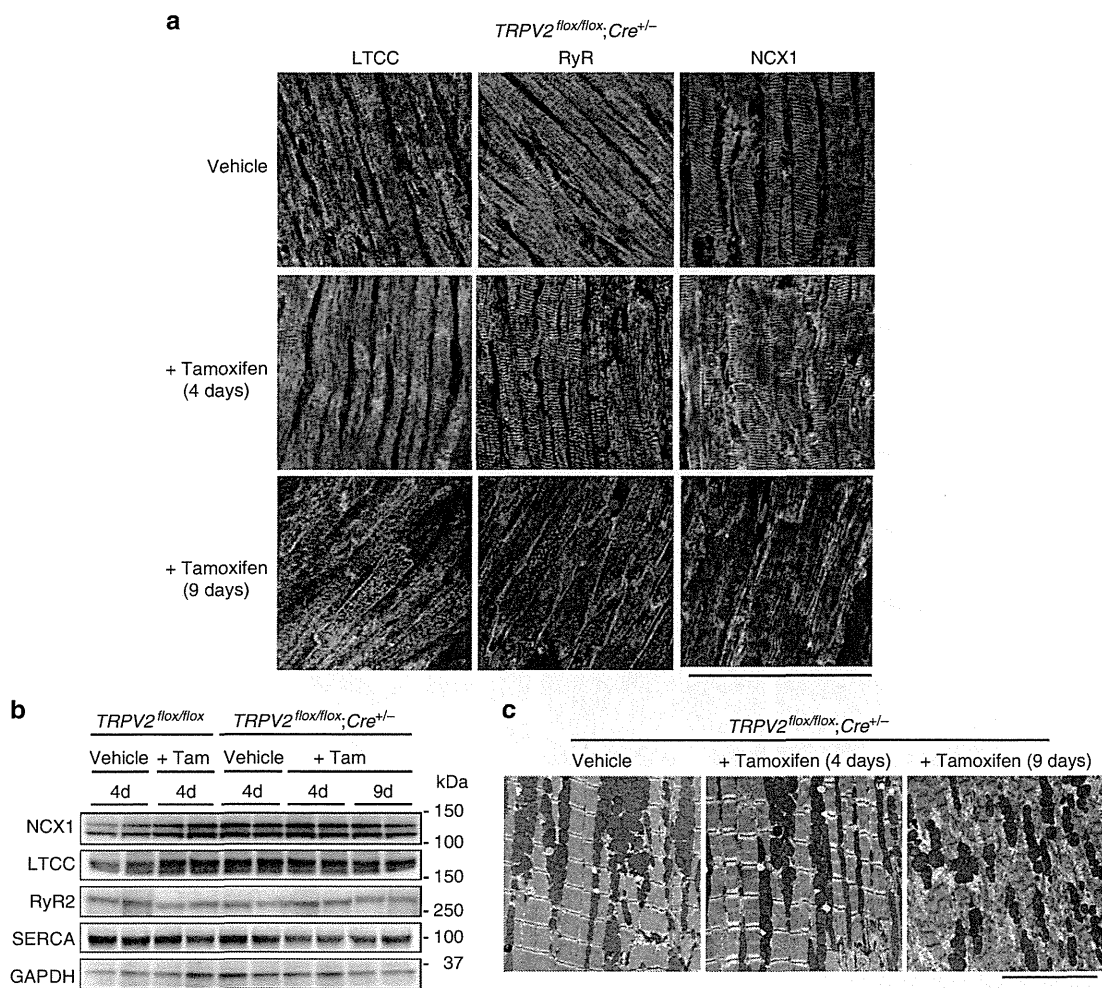 a
TRPV2flox/flox;Cre+/–
LTCC RyR NCX1
Vehicle
+ Tamoxifen
(4 days)
+ Tamoxifen
(9 days)
b
TRPV2flox/flox TRPV2flox/flox;Cre+/–
Vehicle + Tam Vehicle + Tam
4d 4d 4d 4d 9d kDa
NCX1
- 150
- 100
LTCC
- 150
RyR2
- 250
SERCA - 100
- 37
GAPDH
c
TRPV2flox/flox;Cre+/–
Vehicle + Tamoxifen (4 days) + Tamoxifen (9 days)